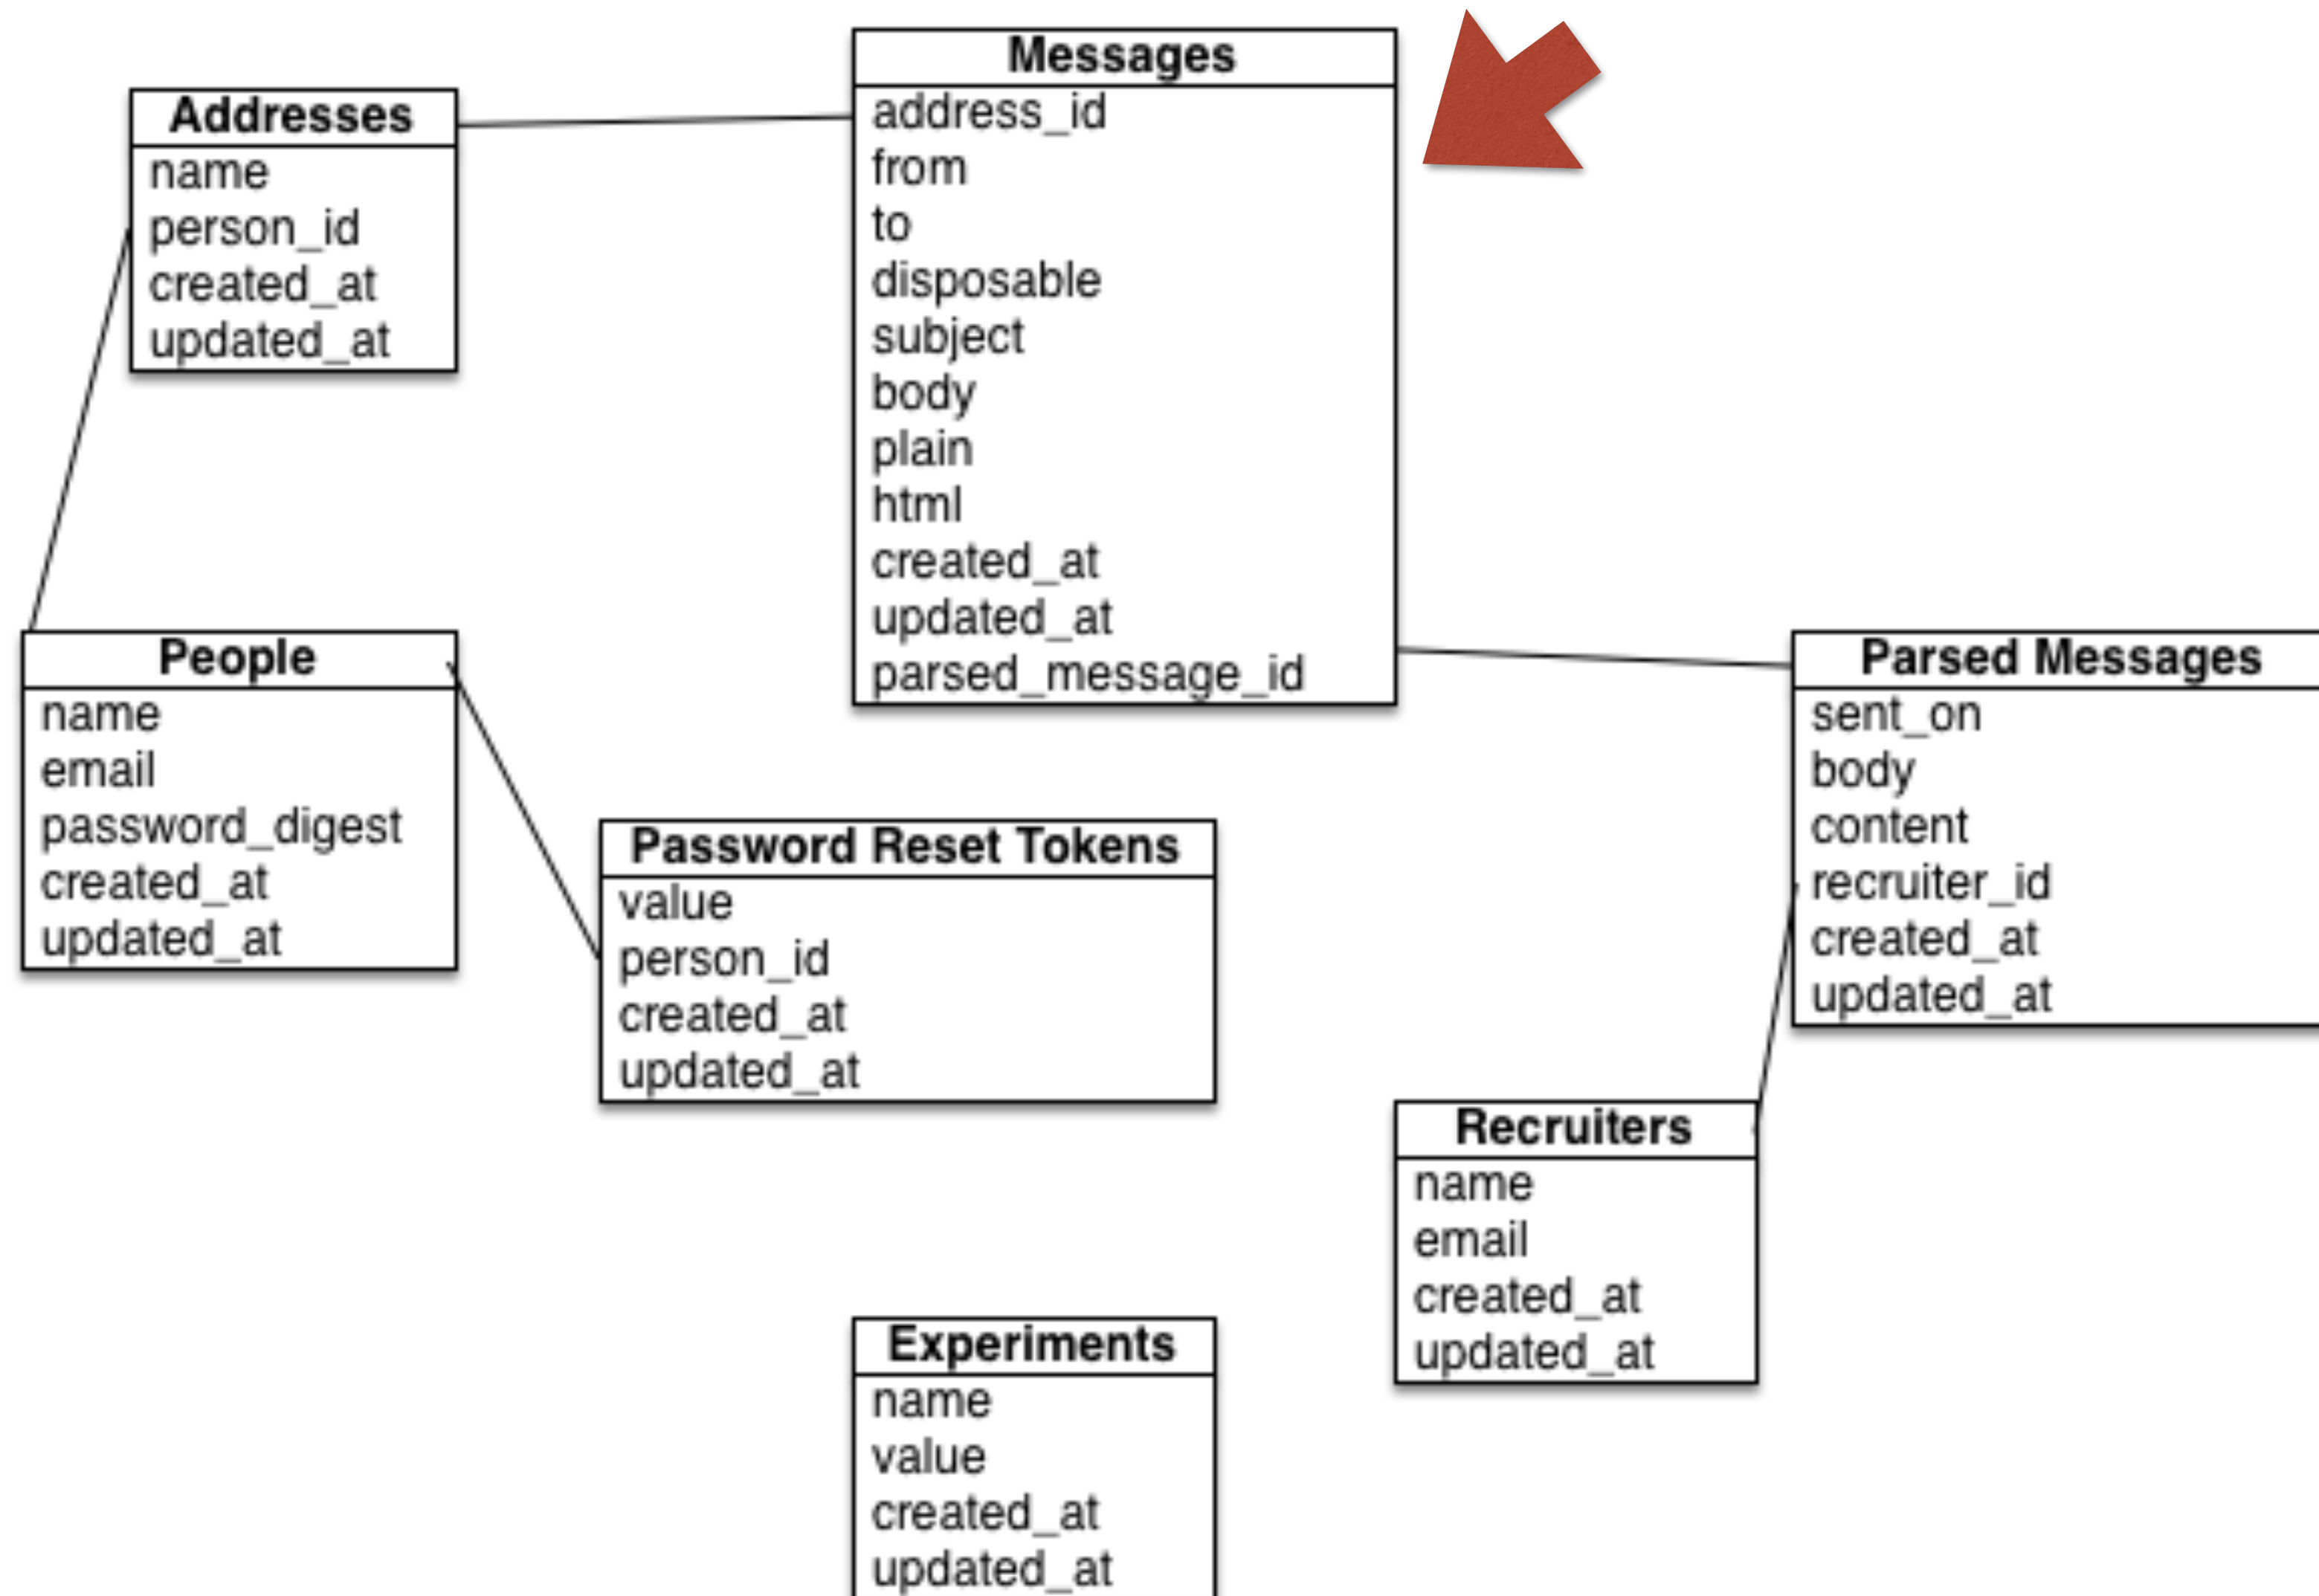 Messages
address_id
from
to
disposable
subject
body
plain
html
created_at
updated_at
parsed_message_id
Addresses
name
person_id
created_at
updated_at
People
name
email
password_digest
created_at
updated_at
Password Reset Tokens
value
person_id
created_at
updated_at
Parsed Messages
sent_on
body
content
recruiter_id
created_at
updated_at
Recruiters
name
email
created_at
updated_at
Experiments
name
value
created_at
updated_at